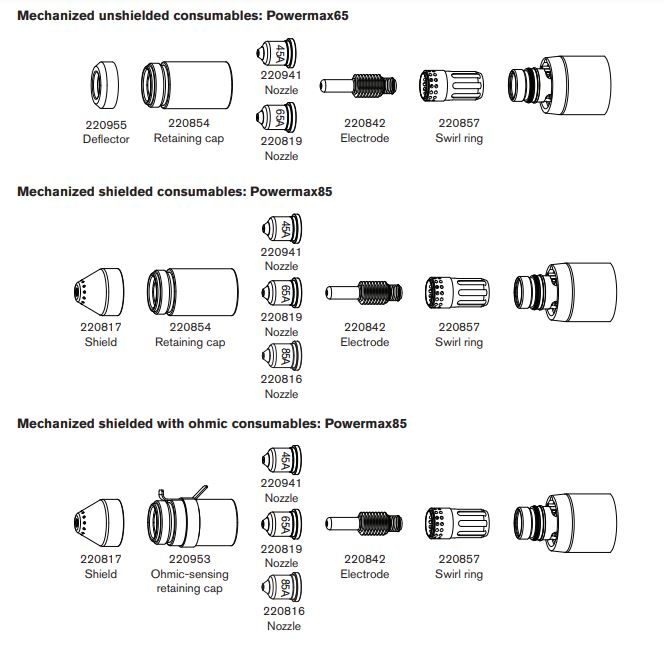 Mechanized unshielded consumables: Powermax65
45A
220941
Nozzle
65A
220955
Deflector
220854
Retaining cap
220819
Nozzle
220842
Electrode
220857
Swirl ring
Mechanized shielded consumables: Powermax85
45A
220941
Nozzle
65A
220817
Shield
220854
Retaining cap
220819
Nozzle
220842
Electrode
220857
Swirl ring
85A
220816
Nozzle
Mechanized shielded with ohmic consumables: Powermax85
45A
220941
Nozzle
65A
220817
Shield
220953
Ohmic-sensing
retaining cap
220819
Nozzle
220842
Electrode
220857
Swirl ring
85A
220816
Nozzle